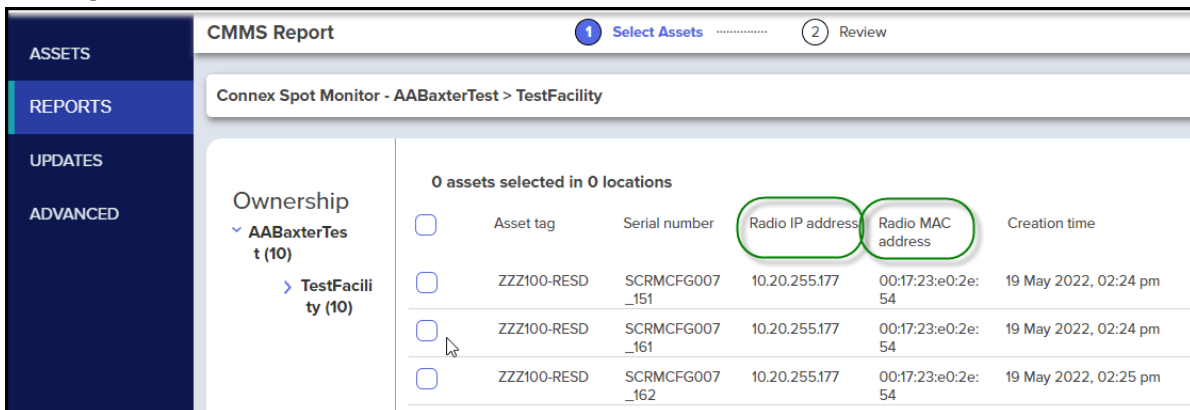 CMMS Report
1 Select Assets
2 Review
ASSETS
REPORTS
UPDATES
ADVANCED
Connex Spot Monitor - AABaxterTest > TestFacility
Ownership
AABaxterTes
t (10)
TestFacili
ty (10)
0 assets selected in 0 locations
Asset tag Serial number Radio IP address Radio MAC address Creation time
ZZZ100-RESD SCRMCFG007 10.20.255.177 00:17:23:e0:2e: 19 May 2022, 02:24 pm
_151 54
ZZZ100-RESD SCRMCFG007 10.20.255.177 00:17:23:e0:2e: 19 May 2022, 02:24 pm
_161 54
ZZZ100-RESD SCRMCFG007 10.20.255.177 00:17:23:e0:2e: 19 May 2022, 02:25 pm
_162 54